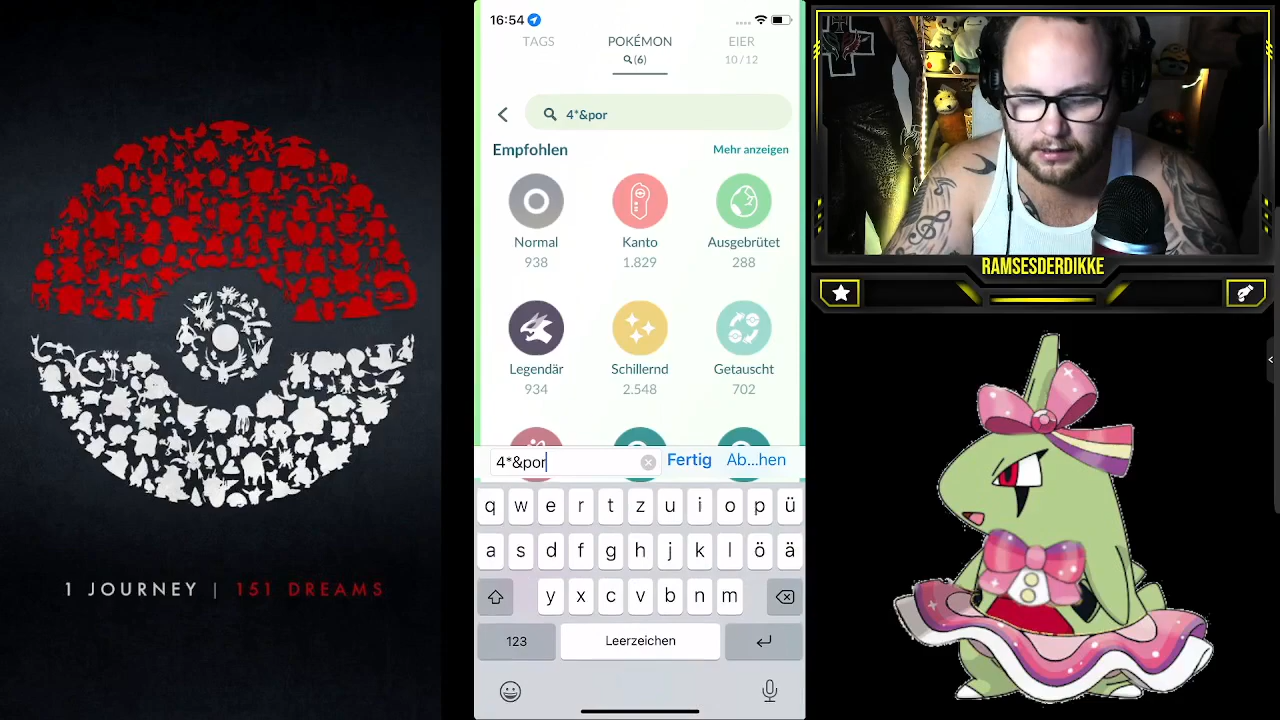 16:54
TAGS
POKÉMON
(6)
EIER
10 / 12
4*&por
Empfohlen
Mehr anzeigen
Normal
938
Kanto
1.829
Ausgebrütet
288
Legendär
934
Schillernd
2.548
Getauscht
702
4*&por
Fertig
Ab...hen
q w e r t z u i o p ü
a s d f g h j k l ö ä
y x c v b n m
123
Leerzeichen
1 JOURNEY | 151 DREAMS
RAMSESDERDIKKE